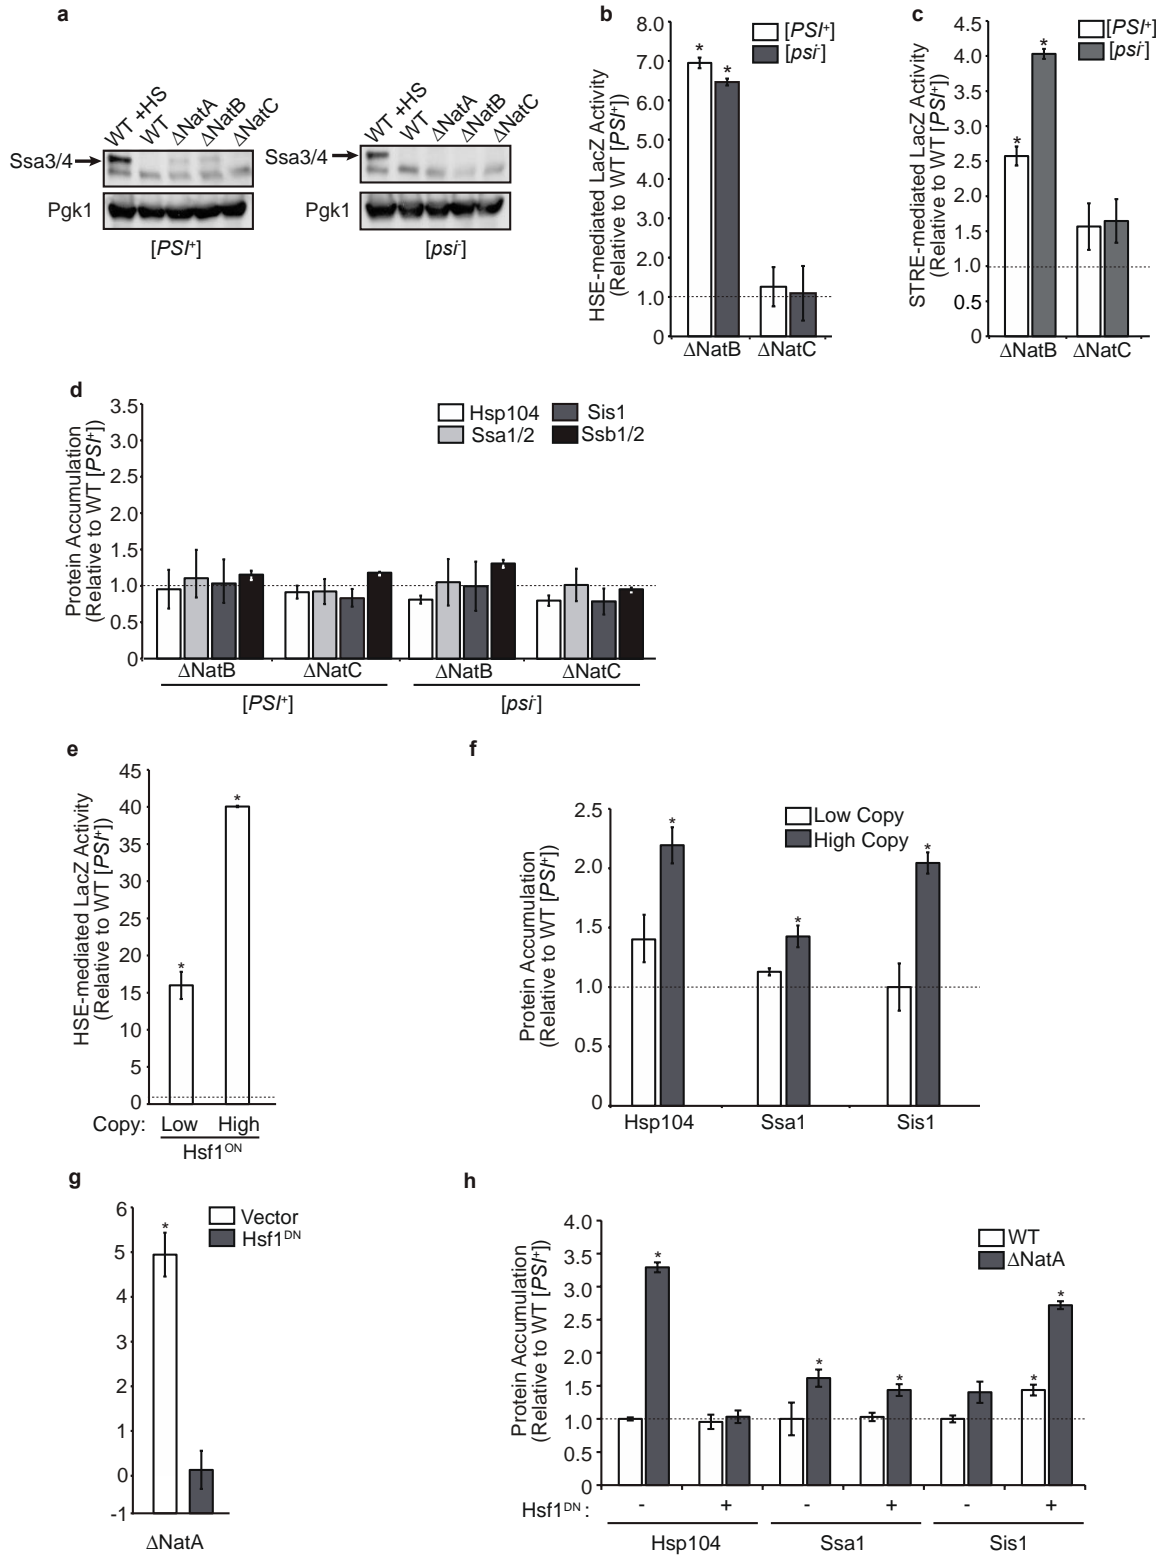 a
WT +HS
WT
ΔNatA
ΔNatB
ΔNatC
Ssa3/4
Pgk1
[PSI+]
WT +HS
WT
ΔNatA
ΔNatB
ΔNatC
Ssa3/4
Pgk1
[psi-]
b
HSE-mediated LacZ Activity
(Relative to WT [PSI+])
8.0
7.0
6.0
5.0
4.0
3.0
2.0
1.0
0
[PSI+]
[psi-]
*
*
ΔNatB
ΔNatC
c
STRE-mediated LacZ Activity
(Relative to WT [PSI+])
4.5
4.0
3.5
3.0
2.5
2.0
1.5
1.0
0.5
0
[PSI+]
[psi-]
*
*
ΔNatB
ΔNatC
d
Protein Accumulation
(Relative to WT [PSI+])
3.5
3.0
2.5
2.0
1.5
1.0
0.5
0
Hsp104
Sis1
Ssa1/2
Ssb1/2
ΔNatB
ΔNatC
ΔNatB
ΔNatC
[PSI+]
[psi-]
e
HSE-mediated LacZ Activity
(Relative to WT [PSI+])
45
40
35
30
25
20
15
10
5
0
*
*
Copy: Low High
Hsf1ON
f
Protein Accumulation
(Relative to WT [PSI+])
2.5
2.0
1.5
1.0
0.5
0
Low Copy
High Copy
*
*
*
Hsp104
Ssa1
Sis1
g
6
5
4
3
2
1
0
-1
Vector
Hsf1DN
*
ΔNatA
h
Protein Accumulation
(Relative to WT [PSI+])
4.0
3.5
3.0
2.5
2.0
1.5
1.0
0.5
0
WT
ΔNatA
*
*
*
*
*
Hsf1DN : - + - + - +
Hsp104
Ssa1
Sis1